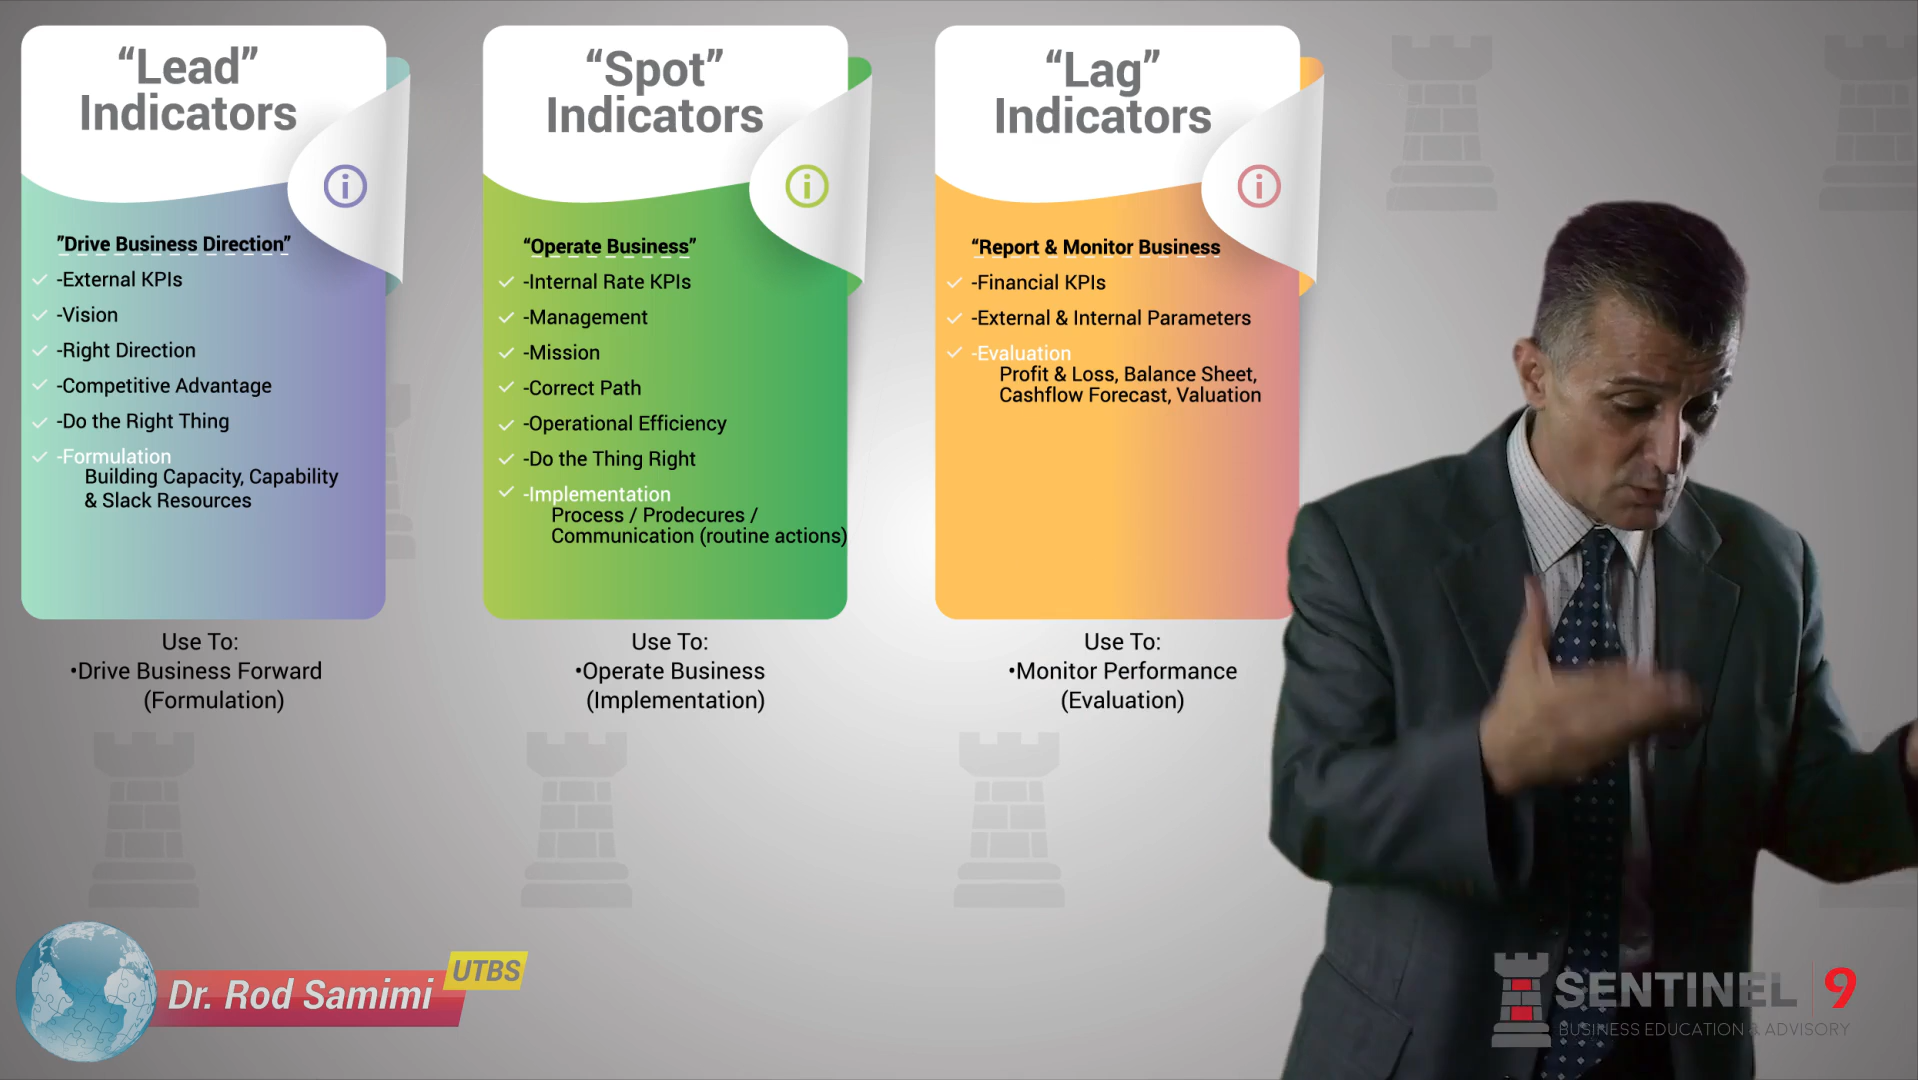 “Lead”
Indicators
”Drive Business Direction”
-External KPIs
-Vision
-Right Direction
-Competitive Advantage
-Do the Right Thing
-Formulation
Building Capacity, Capability
& Slack Resources
Use To:
•Drive Business Forward
(Formulation)
“Spot”
Indicators
“Operate Business”
-Internal Rate KPIs
-Management
-Mission
-Correct Path
-Operational Efficiency
-Do the Thing Right
-Implementation
Process / Prodecures /
Communication (routine actions)
Use To:
•Operate Business
(Implementation)
“Lag”
Indicators
“Report & Monitor Business
-Financial KPIs
-External & Internal Parameters
-Evaluation
Profit & Loss, Balance Sheet,
Cashflow Forecast, Valuation
Use To:
•Monitor Performance
(Evaluation)
Dr. Rod Samimi
UTBS
SENTINEL 9
BUSINESS EDUCATION & ADVISORY